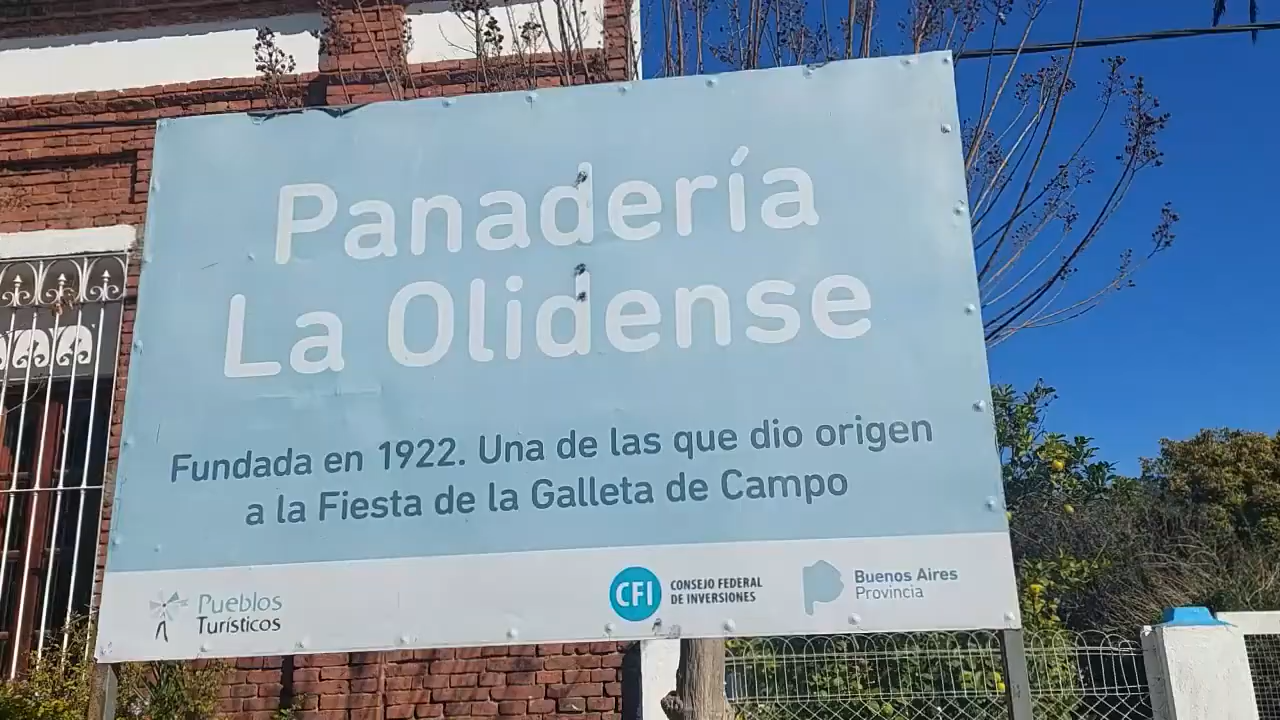 Panadería
La Olidense
Fundada en 1922. Una de las que dio origen
a la Fiesta de la Galleta de Campo
Pueblos
Turísticos
CFI
CONSEJO FEDERAL
DE INVERSIONES
Buenos Aires
Provincia